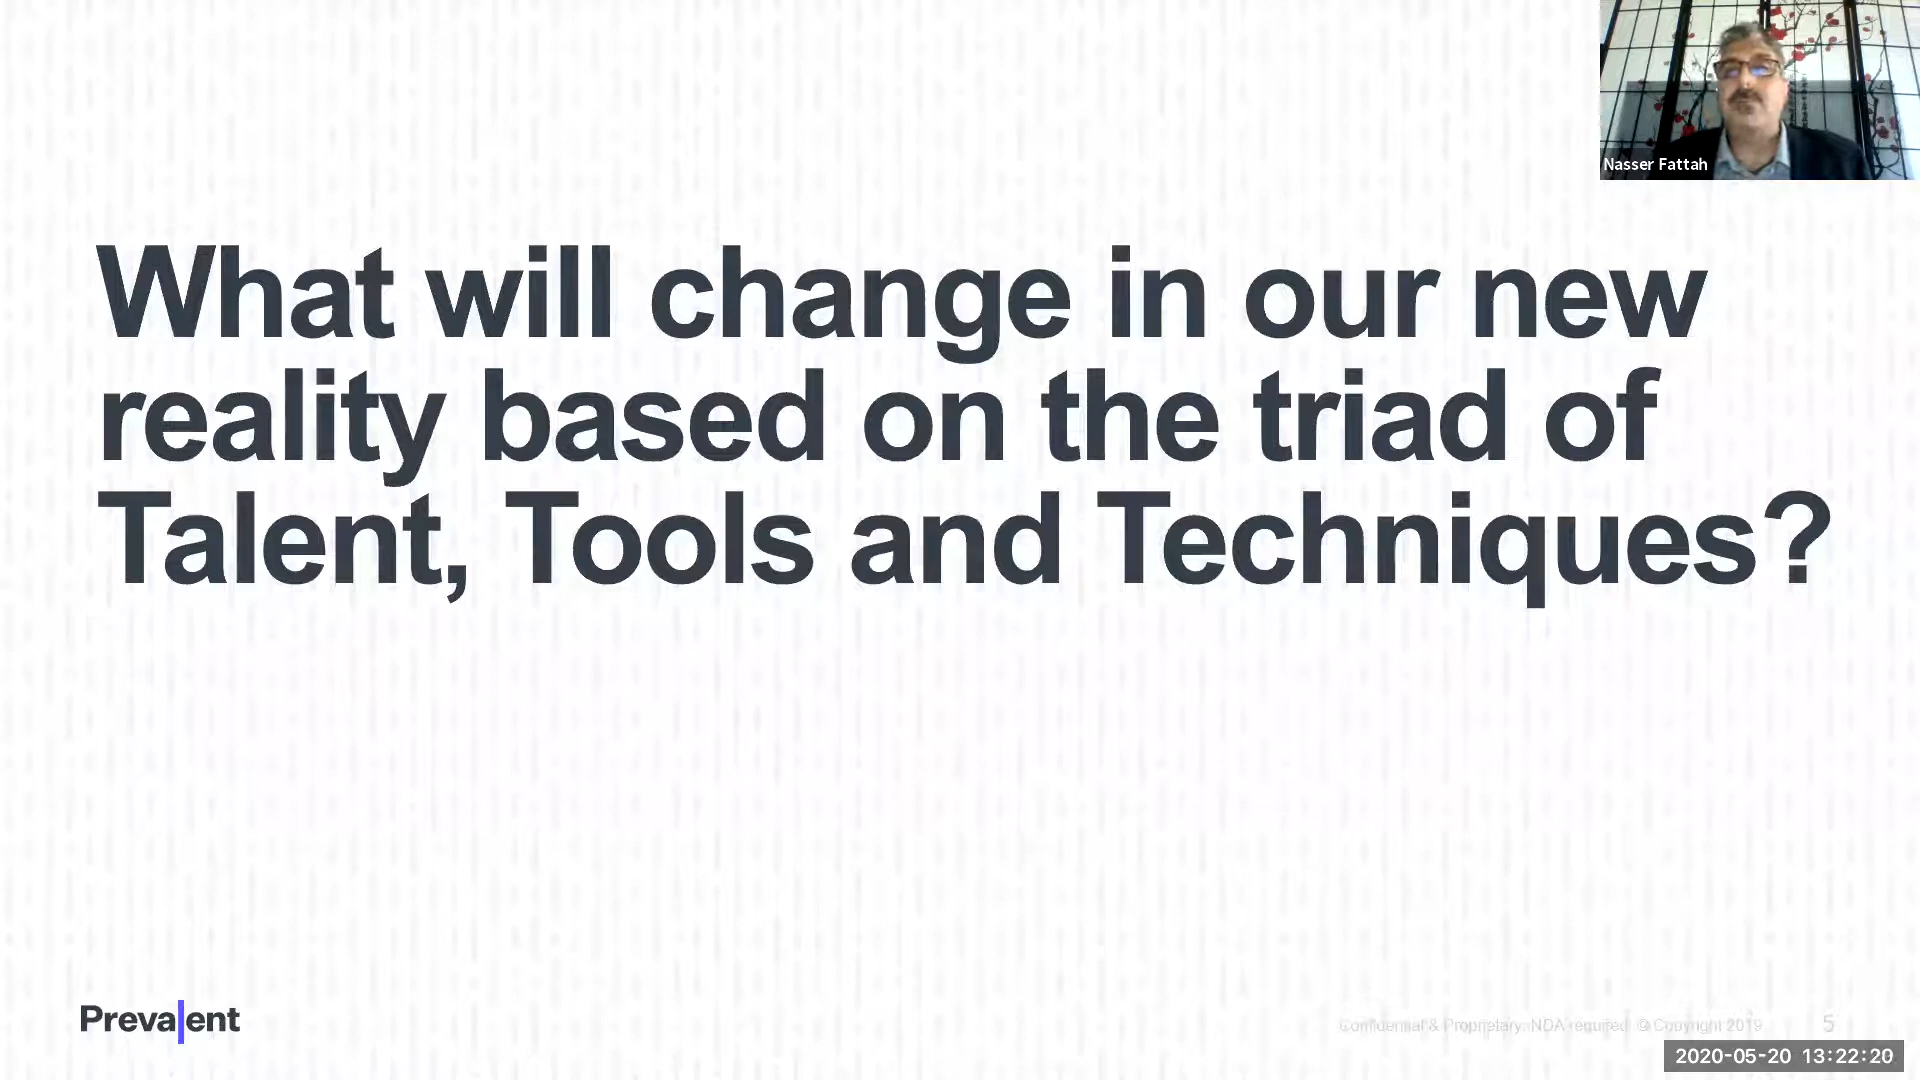 Nasser Fattah
What will change in our new
reality based on the triad of
Talent, Tools and Techniques?
Prevalent
Confidential & Proprietary. NDA required. © Copyright 2019
5
2020-05-20 13:22:20